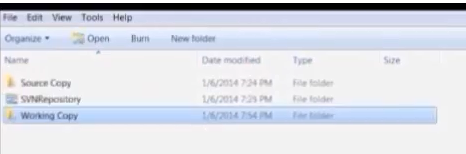 File Edit View Tools Help
Organize Open Burn New folder
Name Date modified Type Size
Source Copy 1/6/2014 7:24 PM File folder
SVNRepository 1/6/2014 7:25 PM File folder
Working Copy 1/6/2014 7:54 PM File folder